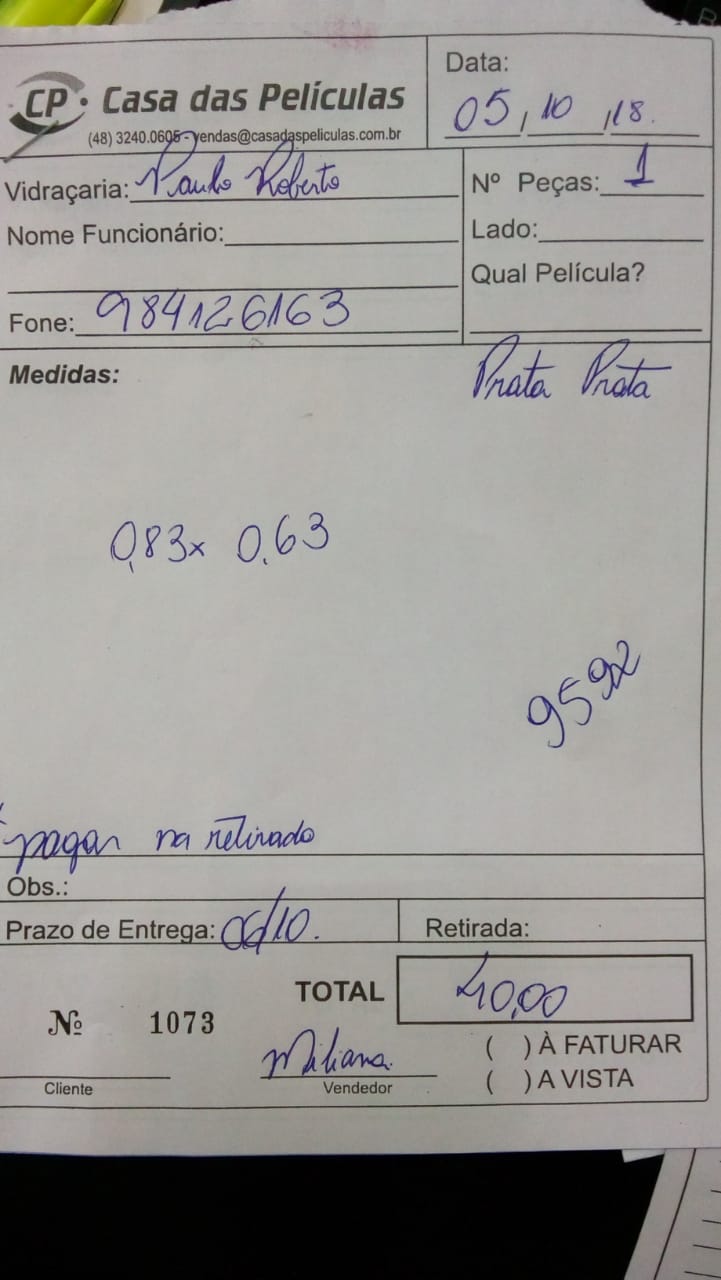 CP · Casa das Películas
(48) 3240.0605 - vendas@casadaspeliculas.com.br
Data:
05, 10, 18.
Vidraçaria: Paulo Roberto
Nome Funcionário:
Fone: 984126163
Nº Peças: 1
Lado:
Qual Película?
Prata Prata
Medidas:
0,83x 0,63
9592
pagar na retirado
Obs.:
Prazo de Entrega: 06/10.
Retirada:
TOTAL 40,00
Nº 1073
Miliana.
Cliente
Vendedor
( ) À FATURAR
( ) A VISTA